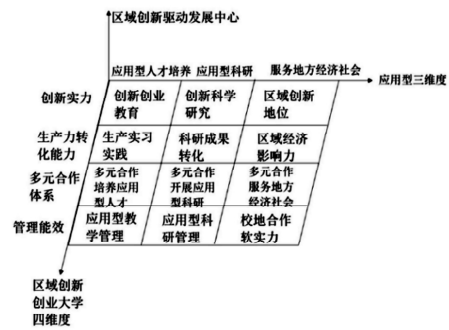 区域创新驱动发展中心
应用型人才培养 应用型科研 服务地方经济社会
应用型三维度
创新实力
创新创业
教育
创新科学
研究
区域创新
地位
生产力转
化能力
生产实习
实践
科研成果
转化
区域经济
影响力
多元合作
体系
多元合作
培养应用
型人才
多元合作
开展应用
型科研
多元合作
服务地方
经济社会
管理能效
应用型教
学管理
应用型科
研管理
校地合作
软实力
区域创新
创业大学
四维度